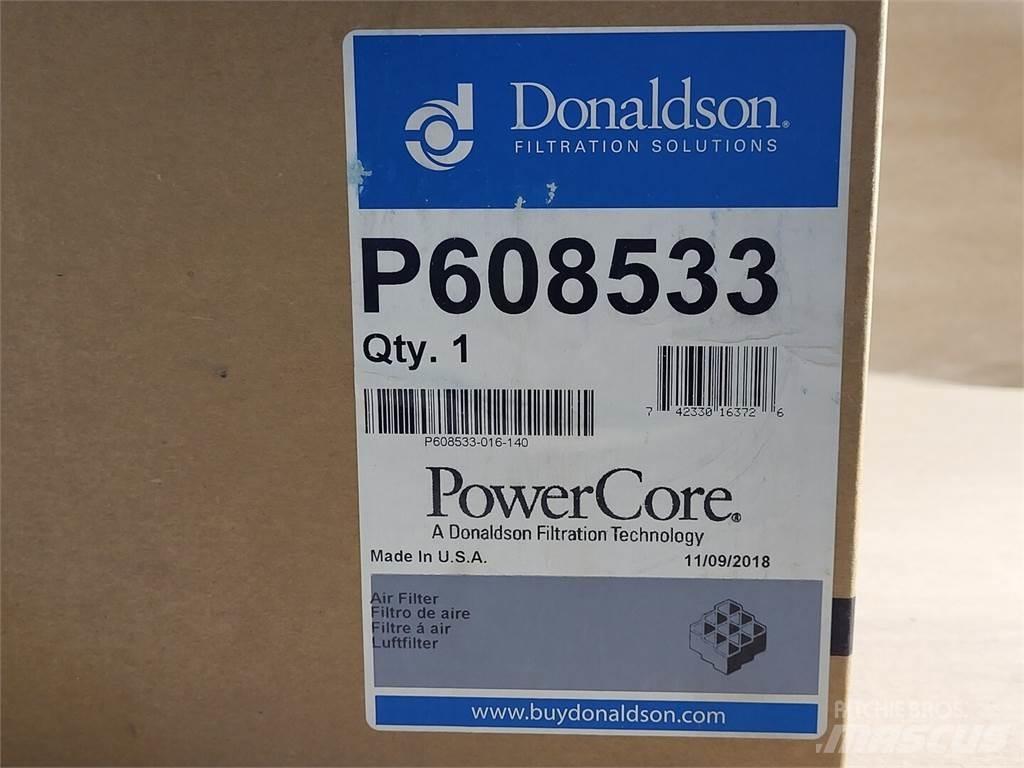 Donaldson®
FILTRATION SOLUTIONS
P608533
Qty. 1
7 42330 16372 6
P608533-016-140
PowerCore®
A Donaldson Filtration Technology
Made In U.S.A. 11/09/2018
Air Filter
Filtro de aire
Filtre á air
Luftfilter
www.buydonaldson.com
RITCHIE BROS.
MASCUS